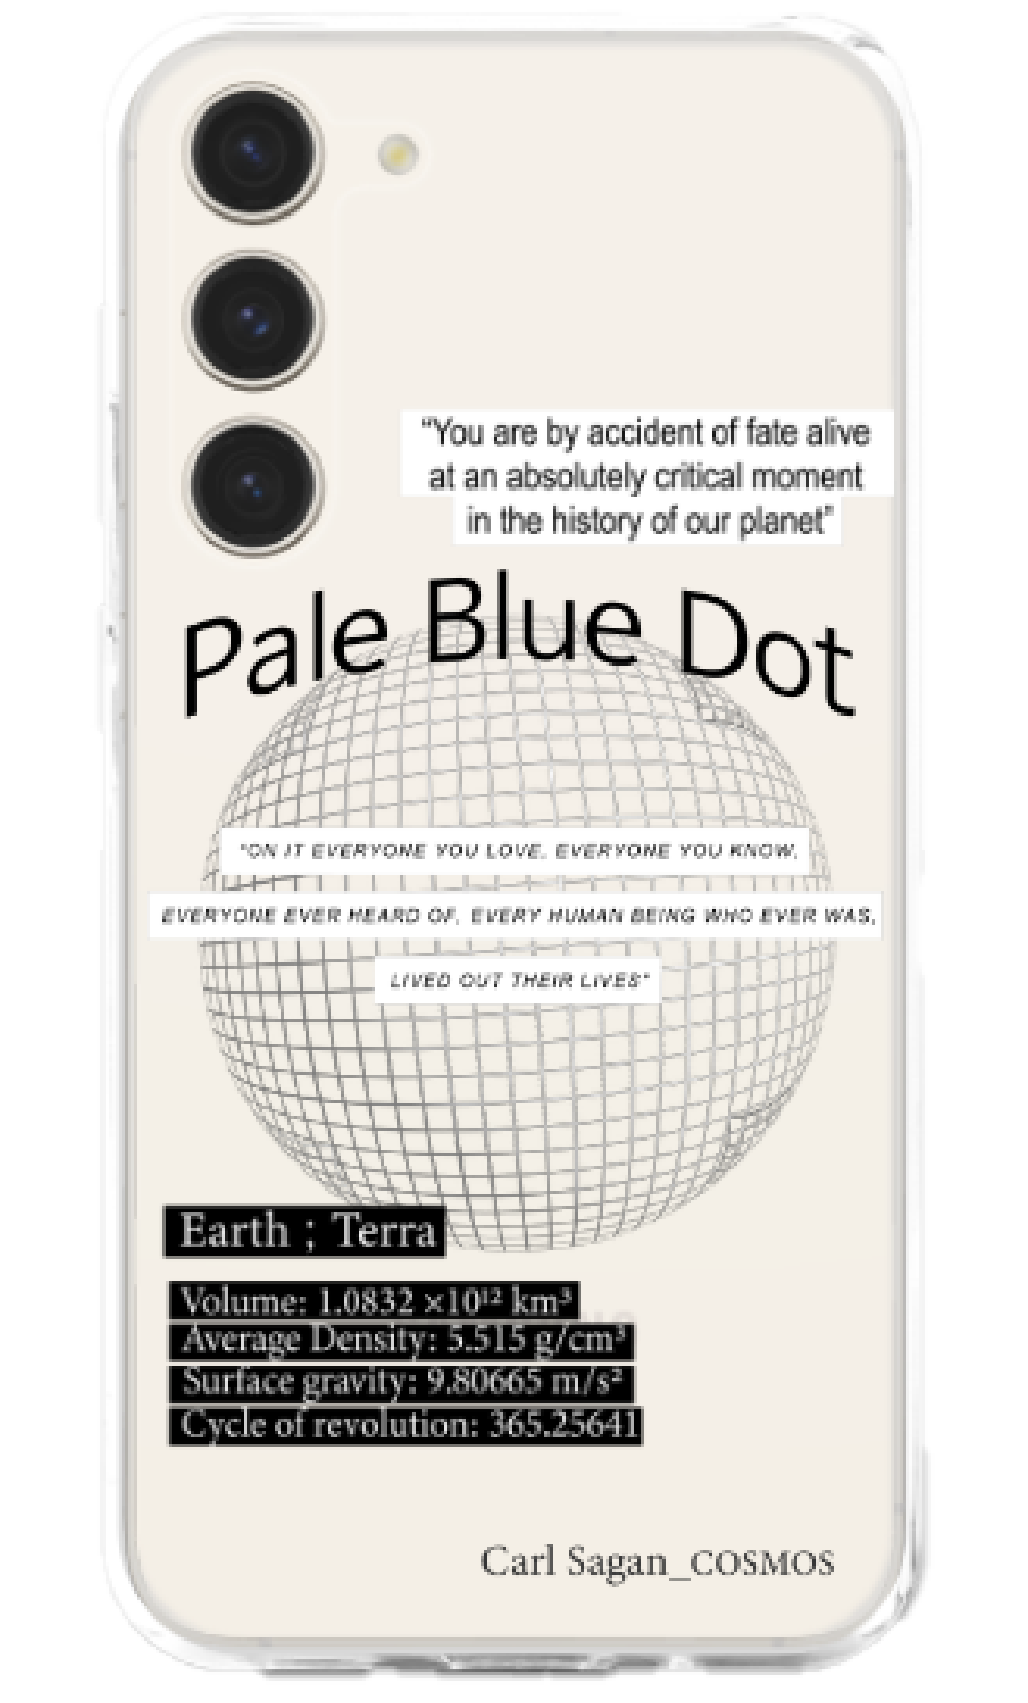 "You are by accident of fate alive
at an absolutely critical moment
in the history of our planet"
Pale Blue Dot
"ON IT EVERYONE YOU LOVE, EVERYONE YOU KNOW,
EVERYONE EVER HEARD OF, EVERY HUMAN BEING WHO EVER WAS,
LIVED OUT THEIR LIVES"
Earth ; Terra
Volume: 1.0832 ×10¹² km³
Average Density: 5.515 g/cm³
Surface gravity: 9.80665 m/s²
Cycle of revolution: 365.25641
Carl Sagan_COSMOS